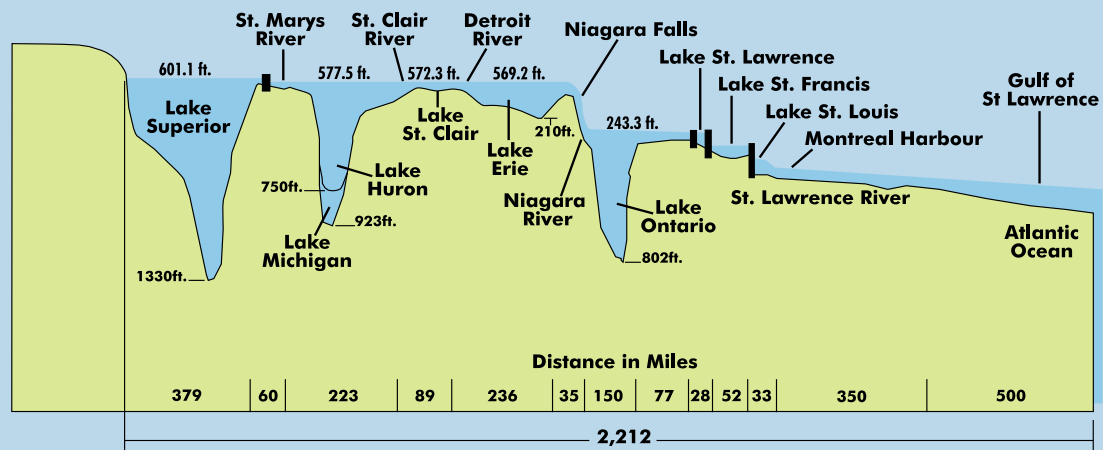 St. Marys
River
St. Clair
River
Detroit
River
Niagara Falls
Lake St. Lawrence
Lake St. Francis
Lake St. Louis
Montreal Harbour
Gulf of
St Lawrence
601.1 ft.
577.5 ft.
572.3 ft.
569.2 ft.
243.3 ft.
Lake
Superior
Lake
St. Clair
Lake
Erie
210ft.
Lake
Huron
750ft.
923ft.
Lake
Michigan
1330ft.
Niagara
River
Lake
Ontario
802ft.
St. Lawrence River
Atlantic
Ocean
Distance in Miles
379 60 223 89 236 35 150 77 28 52 33 350 500
2,212